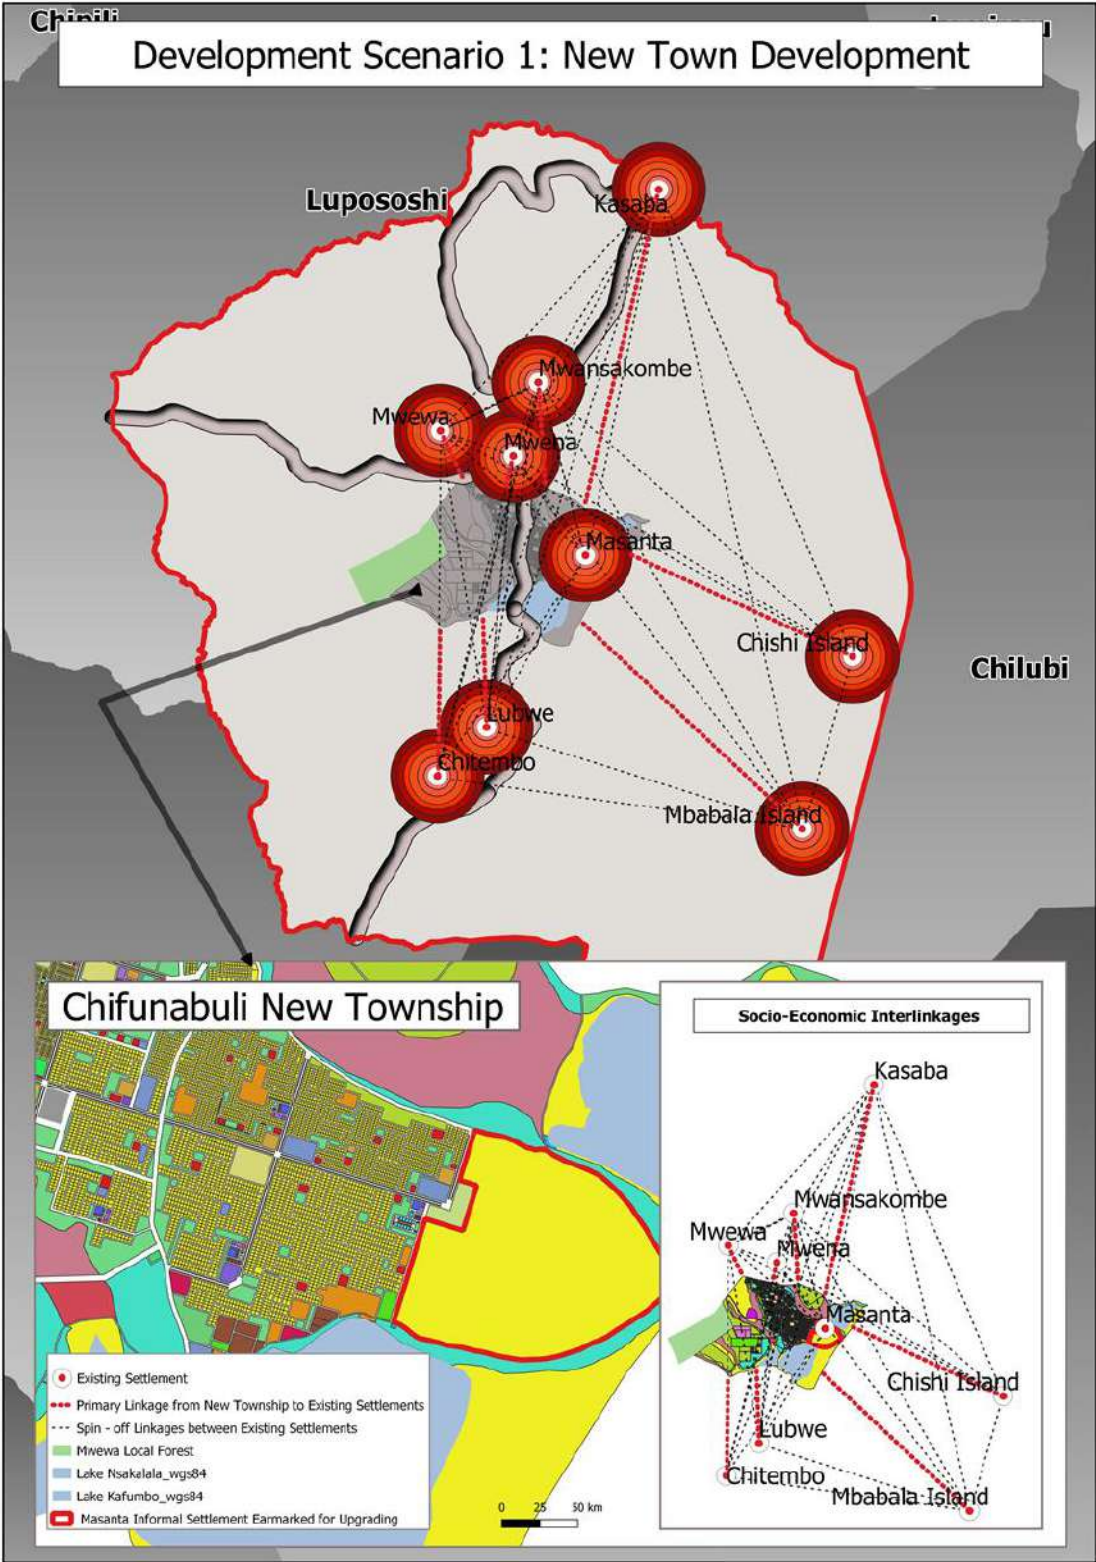 Chipili
Development Scenario 1: New Town Development
Lupososhi
Kasaba
Mwansakombe
Mwewa
Mwena
Masanta
Chishi Island
Chilubi
Lubwe
Chitembo
Mbabala Island
Chifunabuli New Township
Socio-Economic Interlinkages
Kasaba
Mwansakombe
Mwewa
Mwena
Masanta
Chishi Island
Lubwe
Chitembo
Mbabala Island
Existing Settlement
Primary Linkage from New Township to Existing Settlements
Spin - off Linkages between Existing Settlements
Mwewa Local Forest
Lake Nsakalala_wgs84
Lake Kafumbo_wgs84
Masanta Informal Settlement Earmarked for Upgrading
0 25 50 km